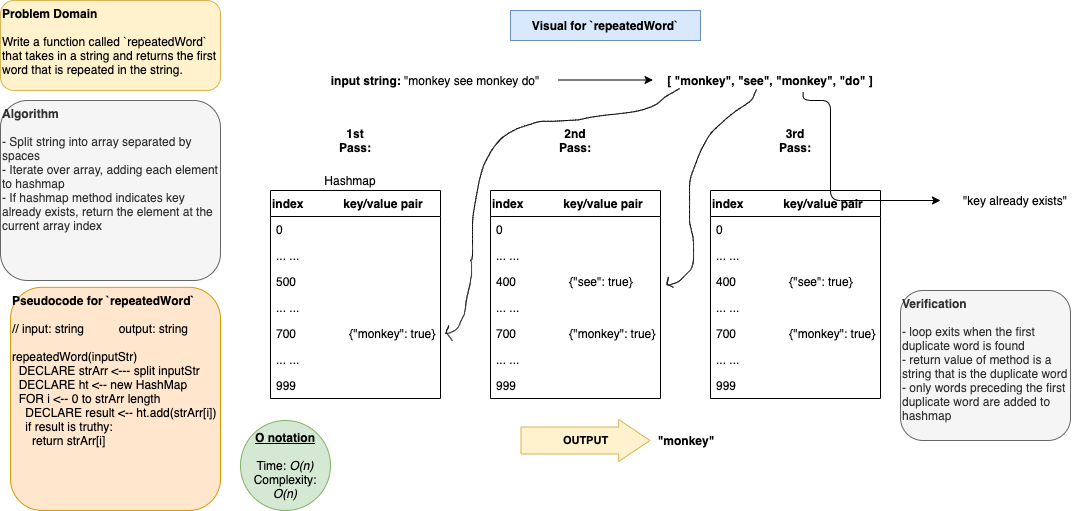 Problem Domain
Write a function called `repeatedWord`
that takes in a string and returns the first
word that is repeated in the string.
Algorithm
- Split string into array separated by
spaces
- Iterate over array, adding each element
to hashmap
- If hashmap method indicates key
already exists, return the element at the
current array index
Pseudocode for `repeatedWord`
// input: string output: string
repeatedWord(inputStr)
DECLARE strArr <--- split inputStr
DECLARE ht <-- new HashMap
FOR i <-- 0 to strArr length
DECLARE result <-- ht.add(strArr[i])
if result is truthy:
return strArr[i]
Visual for `repeatedWord`
input string: "monkey see monkey do"
[ "monkey", "see", "monkey", "do" ]
1st
Pass:
Hashmap
index key/value pair
0
... ...
500
... ...
700 {"monkey": true}
... ...
999
2nd
Pass:
index key/value pair
0
... ...
400 {"see": true}
... ...
700 {"monkey": true}
... ...
999
3rd
Pass:
index key/value pair
0
... ...
400 {"see": true}
... ...
700 {"monkey": true}
... ...
999
"key already exists"
O notation
Time: O(n)
Complexity:
O(n)
OUTPUT
"monkey"
Verification
- loop exits when the first
duplicate word is found
- return value of method is a
string that is the duplicate word
- only words preceding the first
duplicate word are added to
hashmap